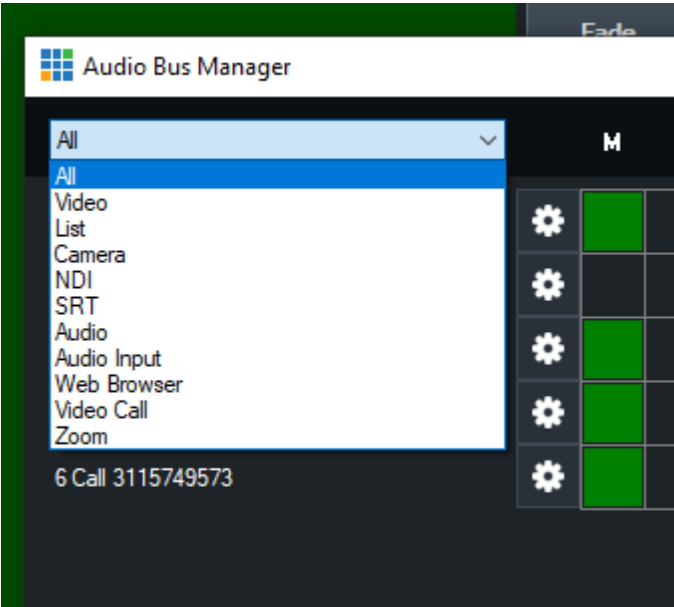 Fade
Audio Bus Manager
All
M
All
Video
List
Camera
NDI
SRT
Audio
Audio Input
Web Browser
Video Call
Zoom
6 Call 3115749573